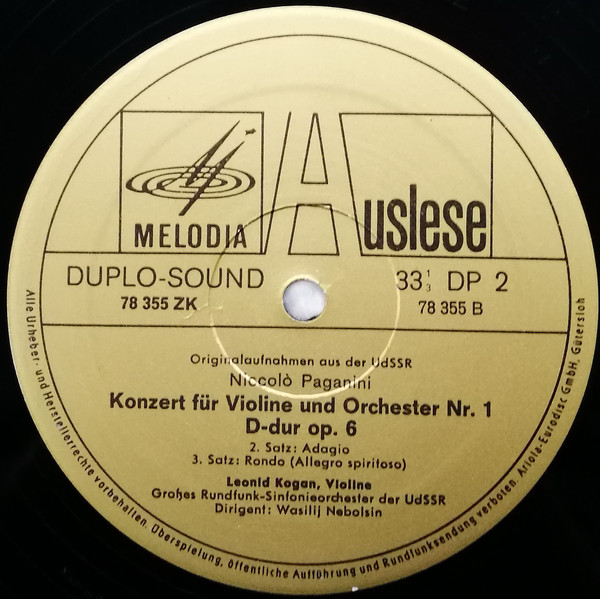 MELODIA
Auslese
DUPLO-SOUND
78 355 ZK
33⅓ DP 2
78 355 B
Originalaufnahmen aus der UdSSR
Niccolò Paganini
Konzert für Violine und Orchester Nr. 1
D-dur op. 6
2. Satz: Adagio
3. Satz: Rondo (Allegro spiritoso)
Leonid Kogan, Violine
Großes Rundfunk-Sinfonieorchester der UdSSR
Dirigent: Wasilij Nebolsin
Alle Urheber- und Herstellerrechte vorbehalten. Überspielung, öffentliche Aufführung und Rundfunksendung verboten. Ariola-Eurodisc GmbH, Gütersloh